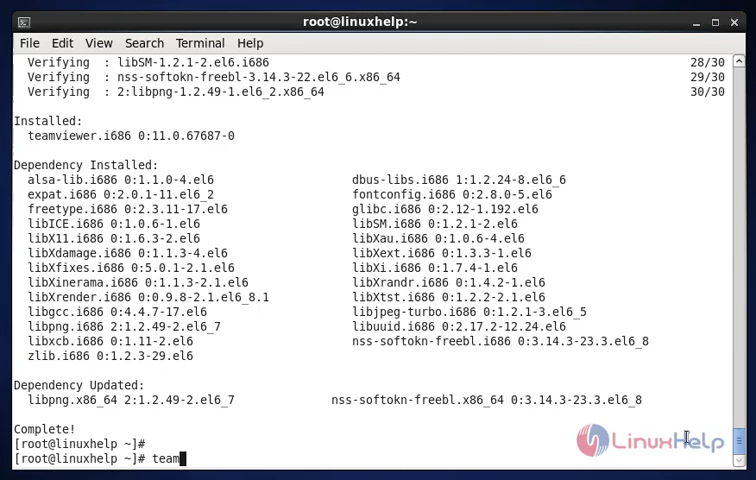 root@linuxhelp:~
File Edit View Search Terminal Help
Verifying : libSM-1.2.1-2.el6.i686 28/30
Verifying : nss-softokn-freebl-3.14.3-22.el6_6.x86_64 29/30
Verifying : 2:libpng-1.2.49-1.el6_2.x86_64 30/30
Installed:
teamviewer.i686 0:11.0.67687-0
Dependency Installed:
alsa-lib.i686 0:1.1.0-4.el6 dbus-libs.i686 1:1.2.24-8.el6_6
expat.i686 0:2.0.1-11.el6_2 fontconfig.i686 0:2.8.0-5.el6
freetype.i686 0:2.3.11-17.el6 glibc.i686 0:2.12-1.192.el6
libICE.i686 0:1.0.6-1.el6 libSM.i686 0:1.2.1-2.el6
libX11.i686 0:1.6.3-2.el6 libXau.i686 0:1.0.6-4.el6
libXdamage.i686 0:1.1.3-4.el6 libXext.i686 0:1.3.3-1.el6
libXfixes.i686 0:5.0.1-2.1.el6 libXi.i686 0:1.7.4-1.el6
libXinerama.i686 0:1.1.3-2.1.el6 libXrandr.i686 0:1.4.2-1.el6
libXrender.i686 0:0.9.8-2.1.el6_8.1 libXtst.i686 0:1.2.2-2.1.el6
libgcc.i686 0:4.4.7-17.el6 libjpeg-turbo.i686 0:1.2.1-3.el6_5
libpng.i686 2:1.2.49-2.el6_7 libuuid.i686 0:2.17.2-12.24.el6
libxcb.i686 0:1.11-2.el6 nss-softokn-freebl.i686 0:3.14.3-23.3.el6_8
zlib.i686 0:1.2.3-29.el6
Dependency Updated:
libpng.x86_64 2:1.2.49-2.el6_7 nss-softokn-freebl.x86_64 0:3.14.3-23.3.el6_8
Complete!
[root@linuxhelp ~]#
[root@linuxhelp ~]# team
LinuxHelp